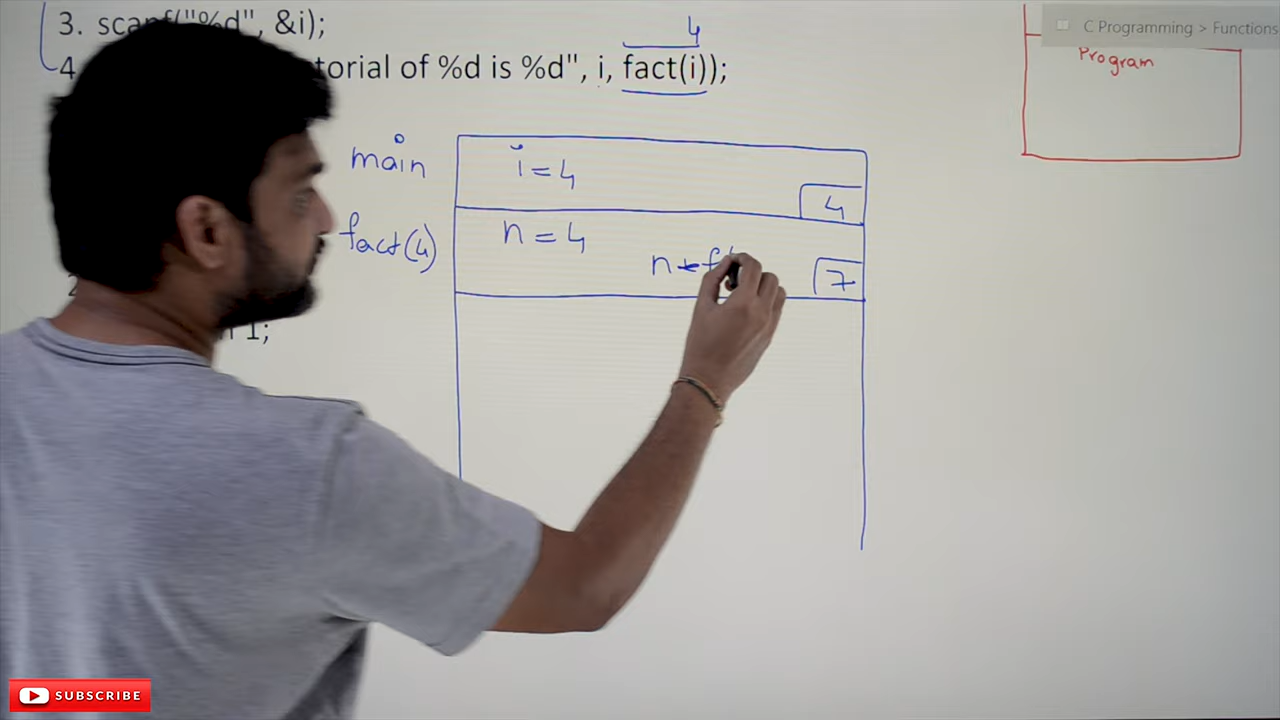 3. scanf("%d", &i);
C Programming > Functions
4
4 torial of %d is %d", i, fact(i));
Program
main
i = 4
4
fact(4)
n = 4
n * f
7
1;
SUBSCRIBE